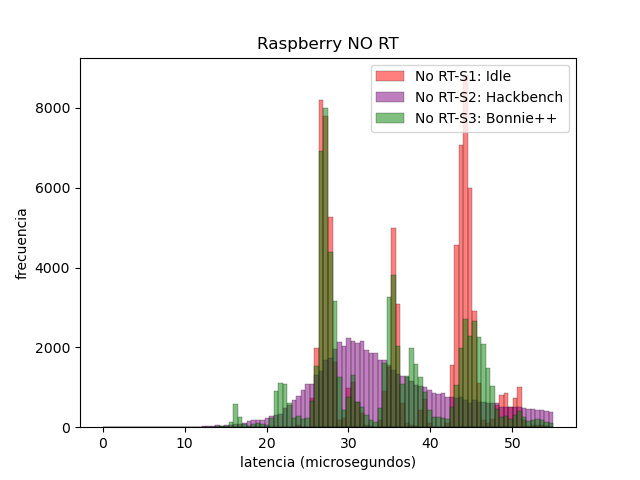 Raspberry NO RT
No RT-S1: Idle
No RT-S2: Hackbench
No RT-S3: Bonnie++
8000
6000
4000
2000
0
frecuencia
0 10 20 30 40 50
latencia (microsegundos)